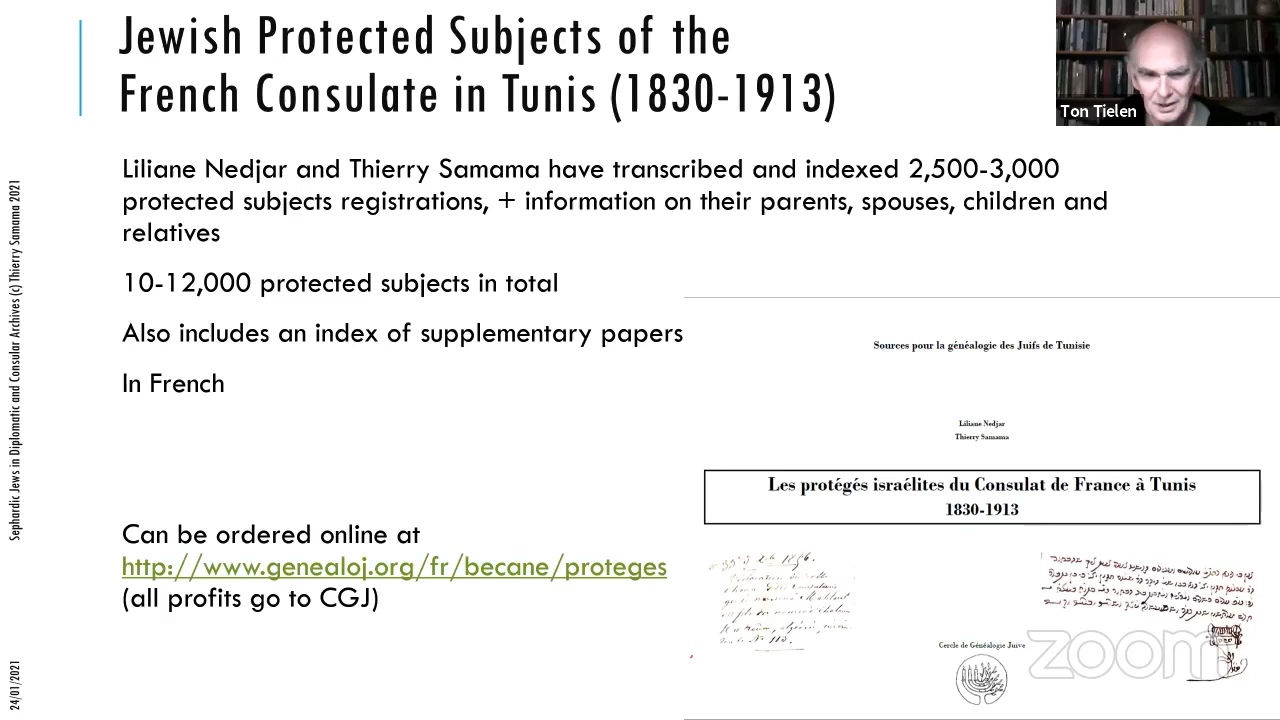 Jewish Protected Subjects of the
French Consulate in Tunis (1830-1913)
Ton Tielen
Liliane Nedjar and Thierry Samama have transcribed and indexed 2,500-3,000
protected subjects registrations, + information on their parents, spouses, children and
relatives
10-12,000 protected subjects in total
Also includes an index of supplementary papers
In French
Can be ordered online at
http://www.genealoj.org/fr/becane/proteges
(all profits go to CGJ)
Sources pour la généalogie des Juifs de Tunisie
Liliane Nedjar
Thierry Samama
Les protégés israélites du Consulat de France à Tunis
1830-1913
Cercle de Généalogie Juive
zoom
Sephardic Jews in Diplomatic and Consular Archives (c) Thierry Samama 2021
24/01/2021